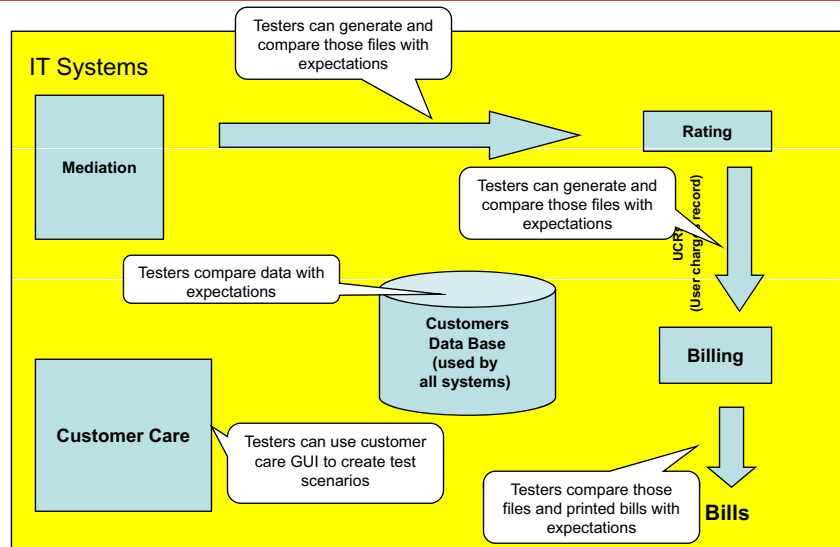 Testers can generate and
compare those files with
expectations
IT Systems
Mediation
Rating
Testers can generate and
compare those files with
expectations
(User charge record)
Testers compare data with
expectations
Customers
Data Base
(used by
all systems)
Billing
Customer Care
Testers can use customer
care GUI to create test
scenarios
Testers compare those
files and printed bills with
expectations
Bills